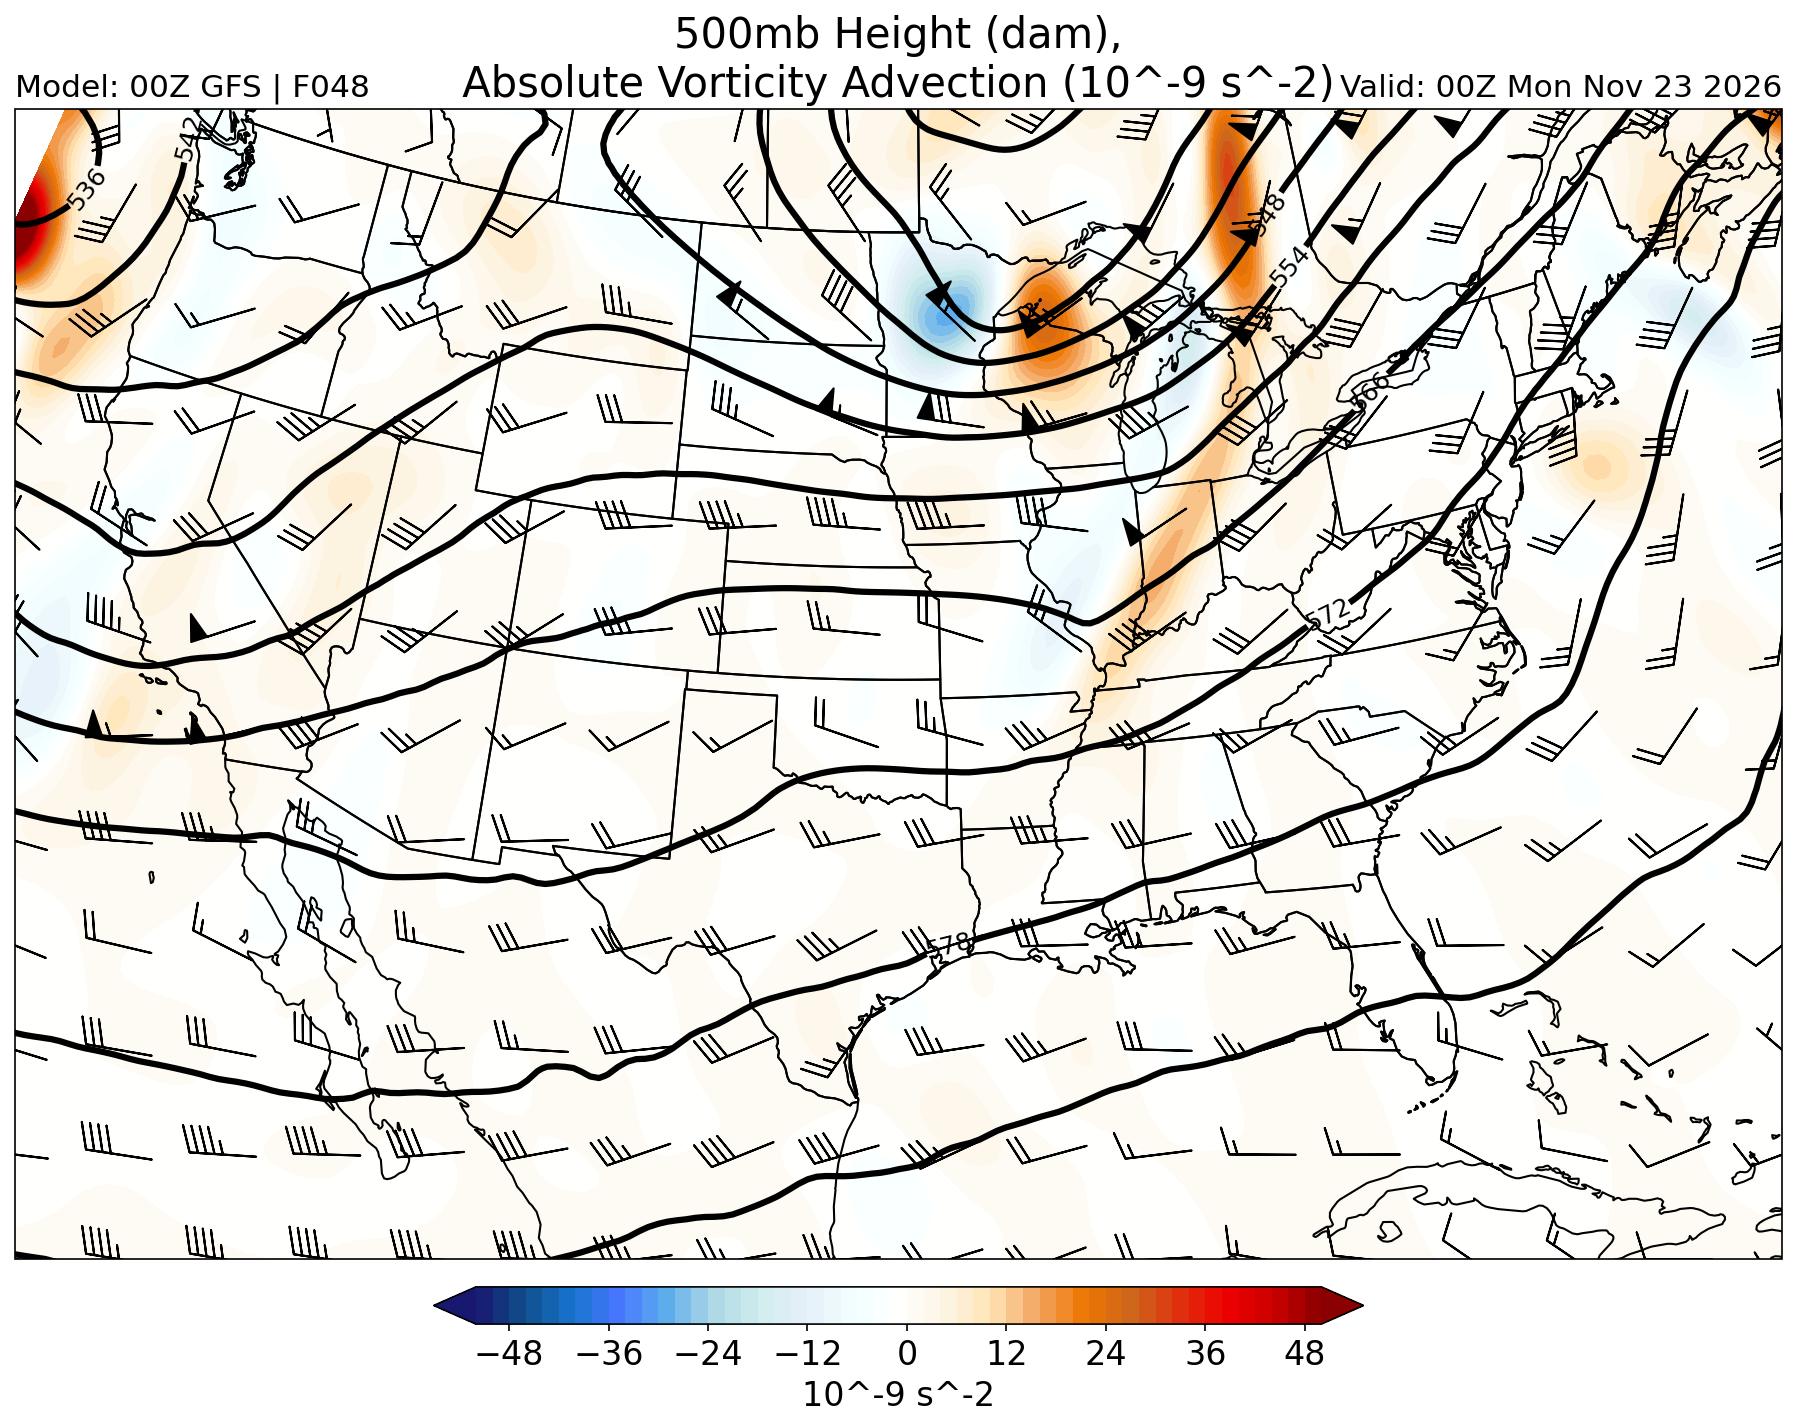 500mb Height (dam),
Absolute Vorticity Advection (10^-9 s^-2)
Model: 00Z GFS | F048
Valid: 00Z Mon Nov 23 2026
542
536
548
554
566
572
578
−48 −36 −24 −12 0 12 24 36 48
10^-9 s^-2